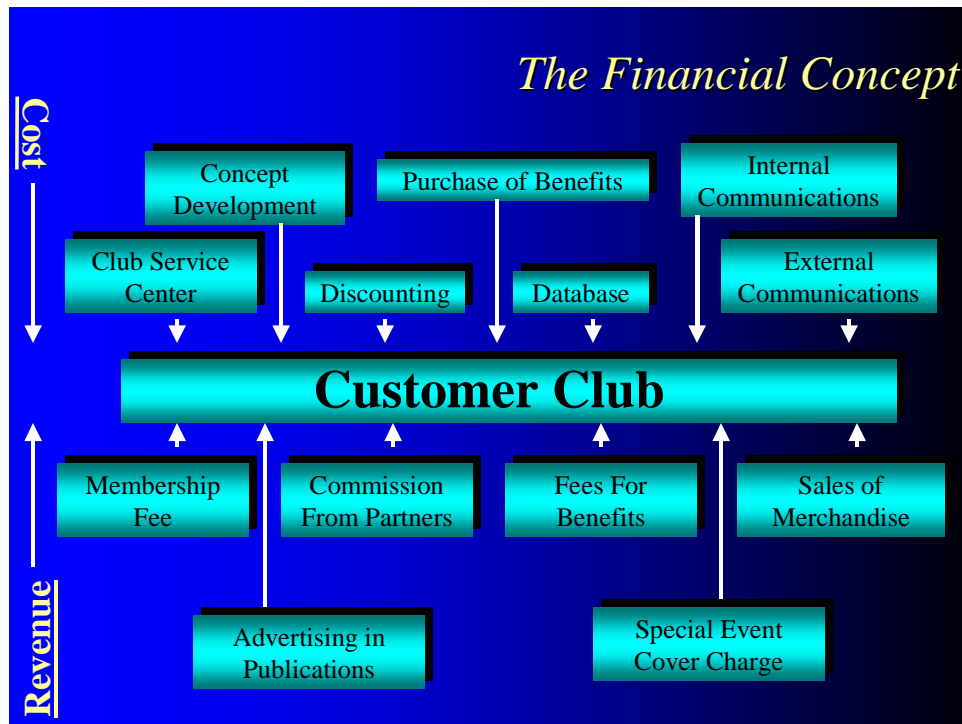 The Financial Concept
Cost
Concept
Development
Purchase of Benefits
Internal
Communications
Club Service
Center
Discounting
Database
External
Communications
Customer Club
Membership
Fee
Commission
From Partners
Fees For
Benefits
Sales of
Merchandise
Revenue
Advertising in
Publications
Special Event
Cover Charge